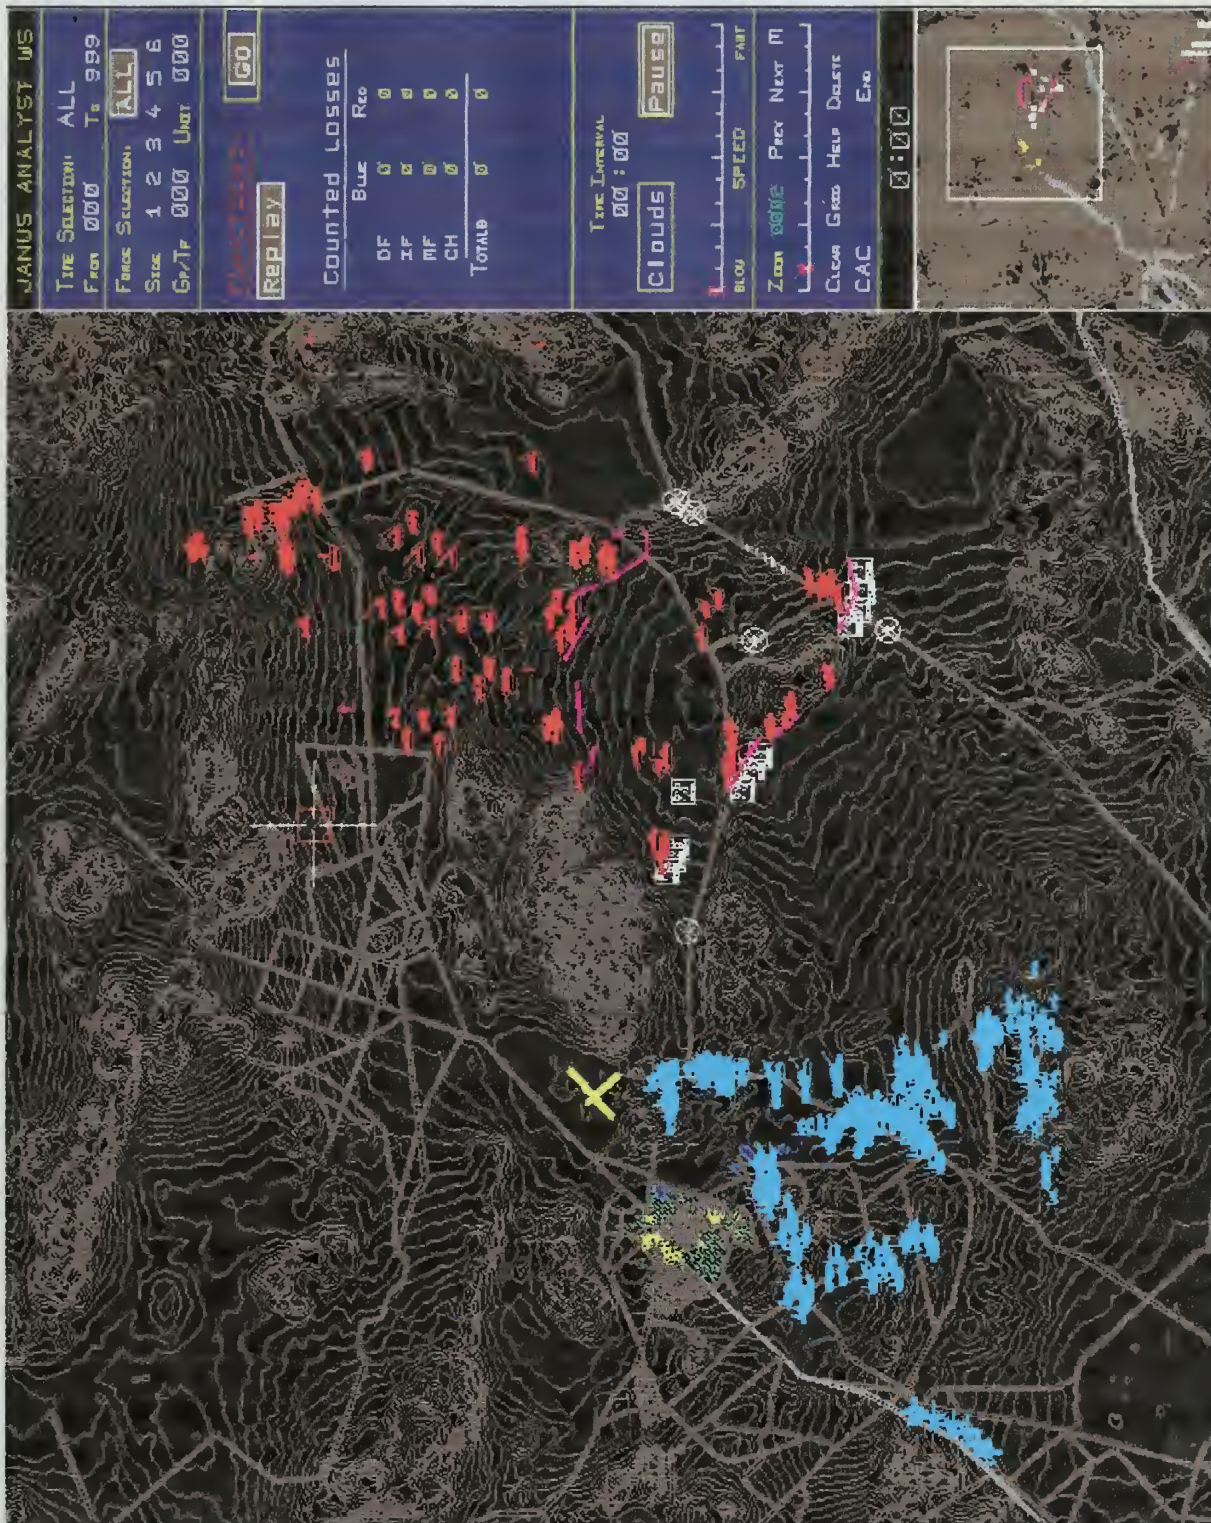 JANUS ANALYST WS
TIME SELECTION: ALL
FROM 000 TO 999
FORCE SELECTION: ALL
SIDE 1 2 3 4 5 6
GP/TF 000 UNIT 000
GO
Replay
Counted Losses
BLUE RED
DF 0 0
IF 0 0
MF 0 0
CH 0 0
TOTALS 0 0
TIME INTERVAL
00:00
Clouds Pause
SLOW SPEED FAST
ZOOM PREV NEXT M
CLEAR GRID HELP DELETE
CAC END
0:00